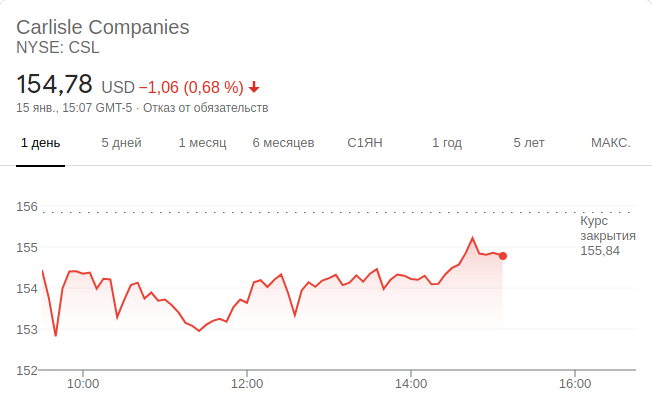 Carlisle Companies
NYSE: CSL
154,78 USD −1,06 (0,68 %)
15 янв., 15:07 GMT-5 · Отказ от обязательств
1 день 5 дней 1 месяц 6 месяцев С1ЯН 1 год 5 лет МАКС.
156
Курс
закрытия
155,84
155
154
153
152
10:00 12:00 14:00 16:00